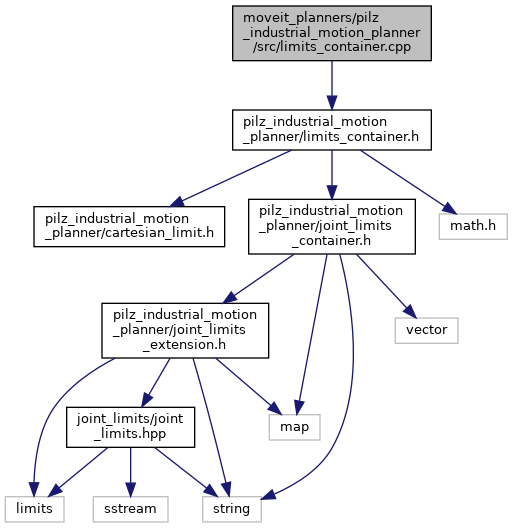 moveit_planners/pilz
_industrial_motion_planner
/src/limits_container.cpp
pilz_industrial_motion
_planner/limits_container.h
pilz_industrial_motion
_planner/cartesian_limit.h
pilz_industrial_motion
_planner/joint_limits
_container.h
math.h
pilz_industrial_motion
_planner/joint_limits
_extension.h
vector
joint_limits/joint
_limits.hpp
map
limits
sstream
string